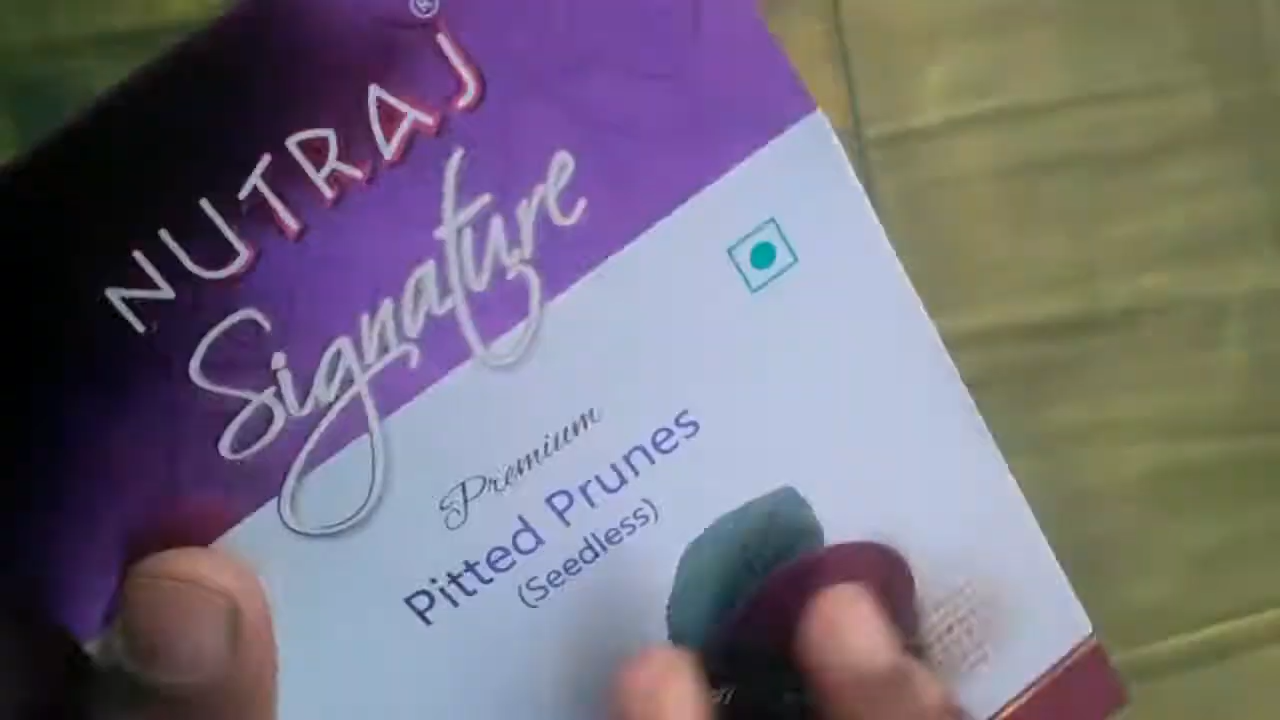 NUTRAJ®
Signature
Premium
Pitted Prunes
(Seedless)